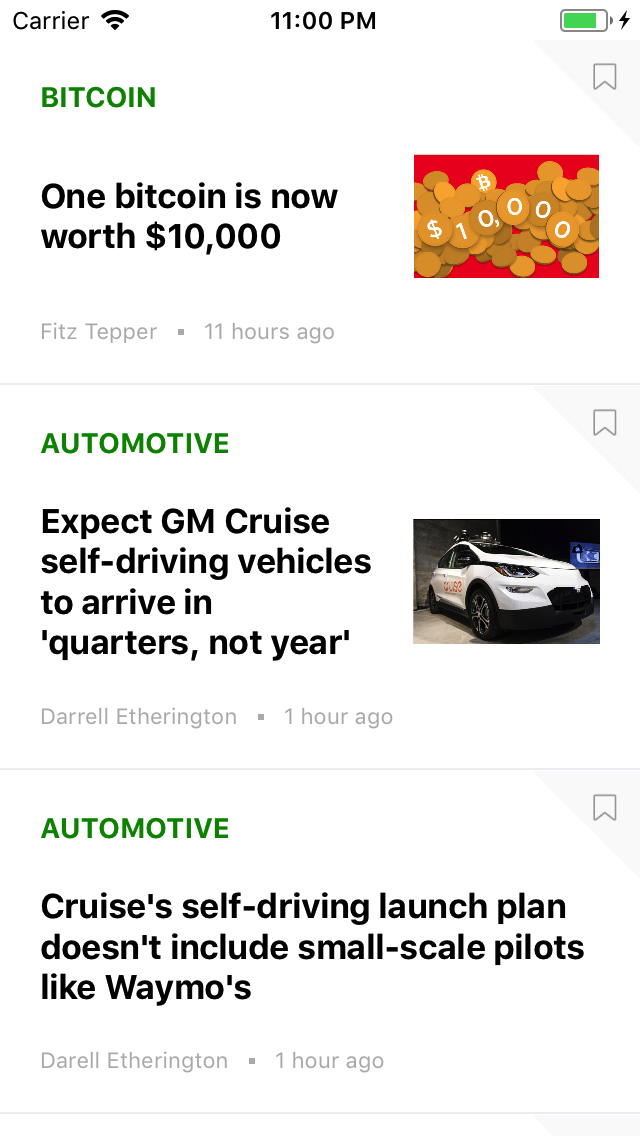 Carrier 11:00 PM
BITCOIN
One bitcoin is now
worth $10,000
$10,000
Fitz Tepper ▪ 11 hours ago
AUTOMOTIVE
Expect GM Cruise
self-driving vehicles
to arrive in
'quarters, not year'
cruise
Darrell Etherington ▪ 1 hour ago
AUTOMOTIVE
Cruise's self-driving launch plan
doesn't include small-scale pilots
like Waymo's
Darell Etherington ▪ 1 hour ago